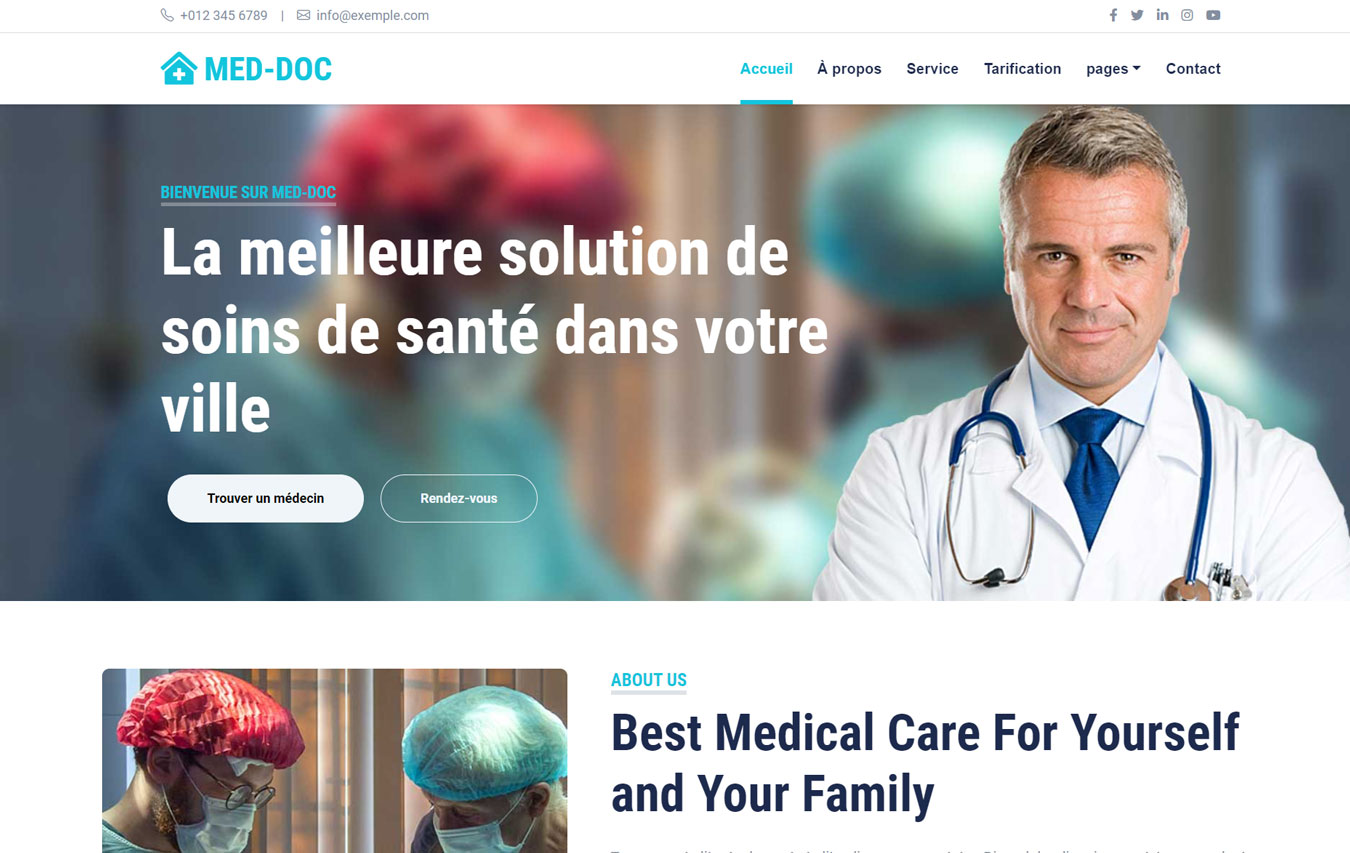 +012 345 6789 | info@exemple.com
MED-DOC
Accueil À propos Service Tarification pages Contact
BIENVENUE SUR MED-DOC
La meilleure solution de
soins de santé dans votre
ville
Trouver un médecin Rendez-vous
ABOUT US
Best Medical Care For Yourself
and Your Family